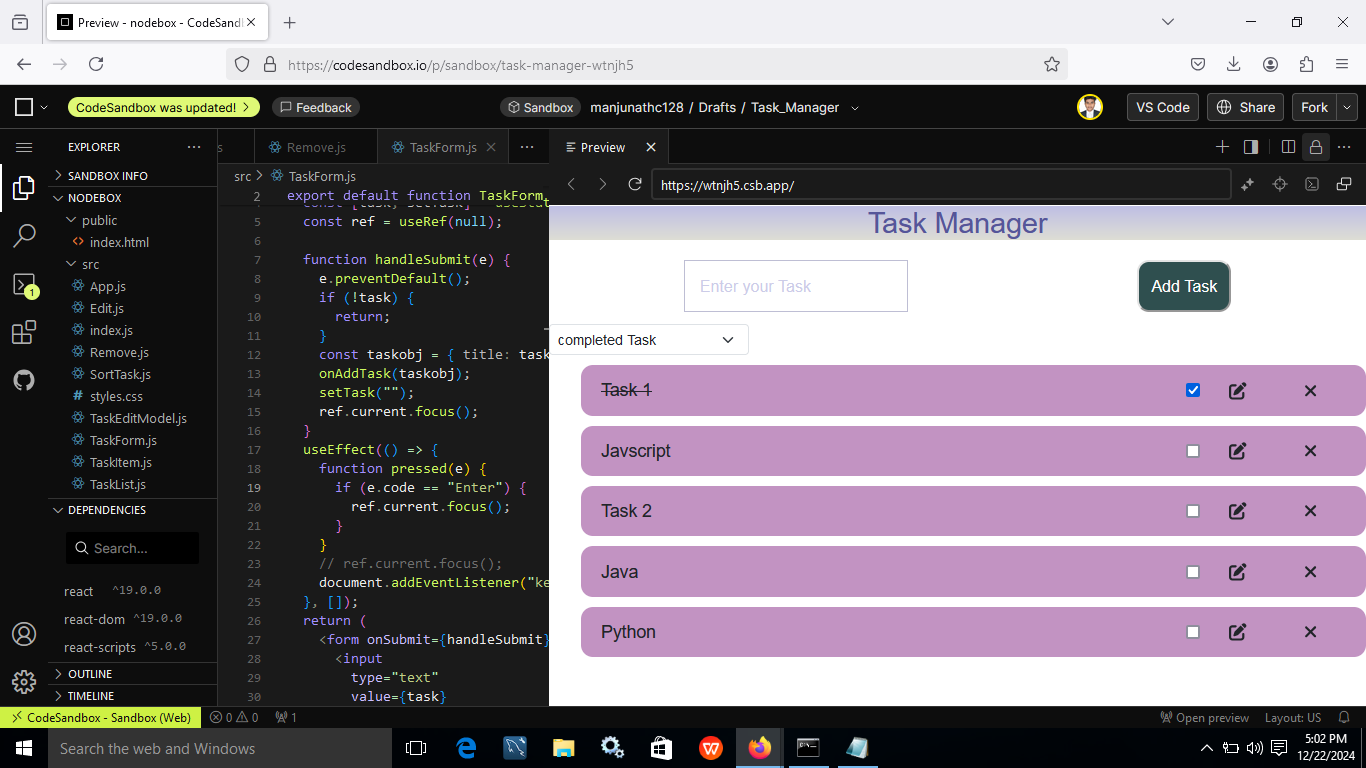 Preview - nodebox - CodeSand
https://codesandbox.io/p/sandbox/task-manager-wtnjh5
CodeSandbox was updated!
Feedback
Sandbox
manjunathc128 / Drafts / Task_Manager
VS Code
Share
Fork
EXPLORER
SANDBOX INFO
NODEBOX
public
index.html
src
App.js
Edit.js
index.js
Remove.js
SortTask.js
styles.css
TaskEditModel.js
TaskForm.js
TaskItem.js
TaskList.js
DEPENDENCIES
Search...
react ^19.0.0
react-dom ^19.0.0
react-scripts ^5.0.0
OUTLINE
TIMELINE
1
s
Remove.js
TaskForm.js
src > TaskForm.js
2 export default function TaskForm
5 const ref = useRef(null);
6
7 function handleSubmit(e) {
8 e.preventDefault();
9 if (!task) {
10 return;
11 }
12 const taskobj = { title: task
13 onAddTask(taskobj);
14 setTask("");
15 ref.current.focus();
16 }
17 useEffect(() => {
18 function pressed(e) {
19 if (e.code == "Enter") {
20 ref.current.focus();
21 }
22 }
23 // ref.current.focus();
24 document.addEventListener("ke
25 }, []);
26 return (
27 <form onSubmit={handleSubmit}
28 <input
29 type="text"
30 value={task}
Preview
https://wtnjh5.csb.app/
Task Manager
Enter your Task
Add Task
completed Task
Task 1
Javscript
Task 2
Java
Python
CodeSandbox - Sandbox (Web)
0 0
1
Open preview
Layout: US
Search the web and Windows
5:02 PM
12/22/2024